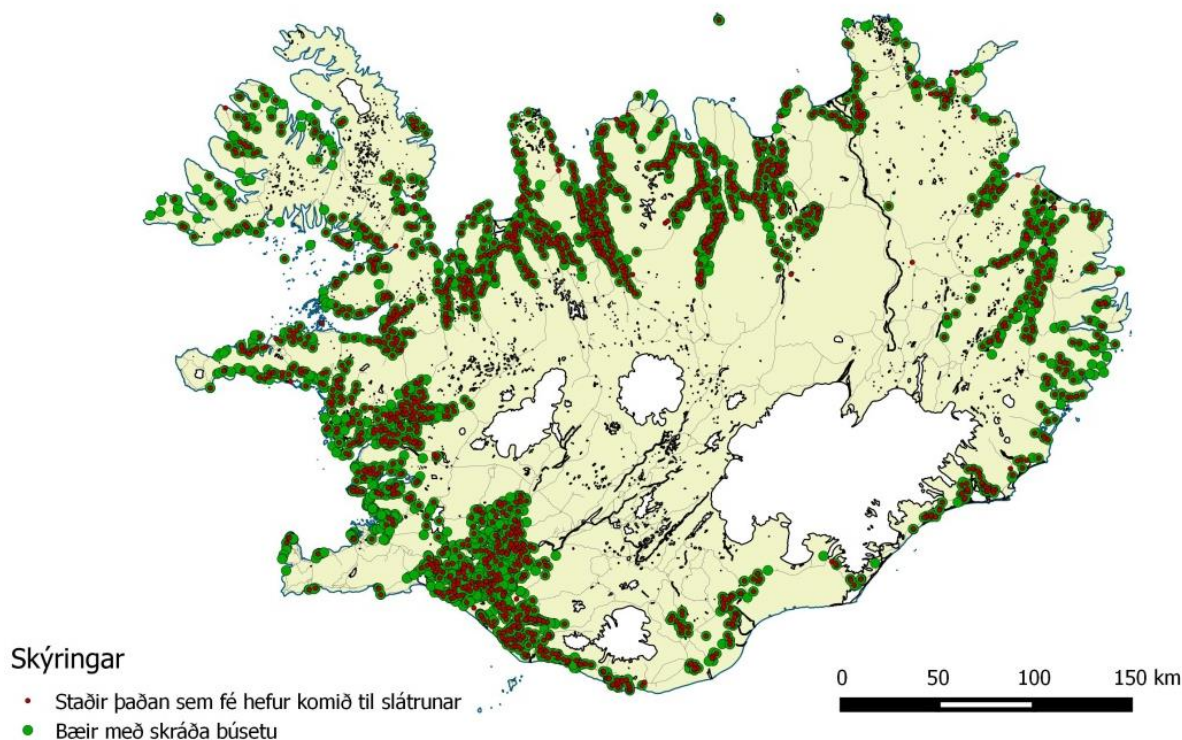 Skýringar
Staðir þaðan sem fé hefur komið til slátrunar
Bæir með skráða búsetu
0 50 100 150 km